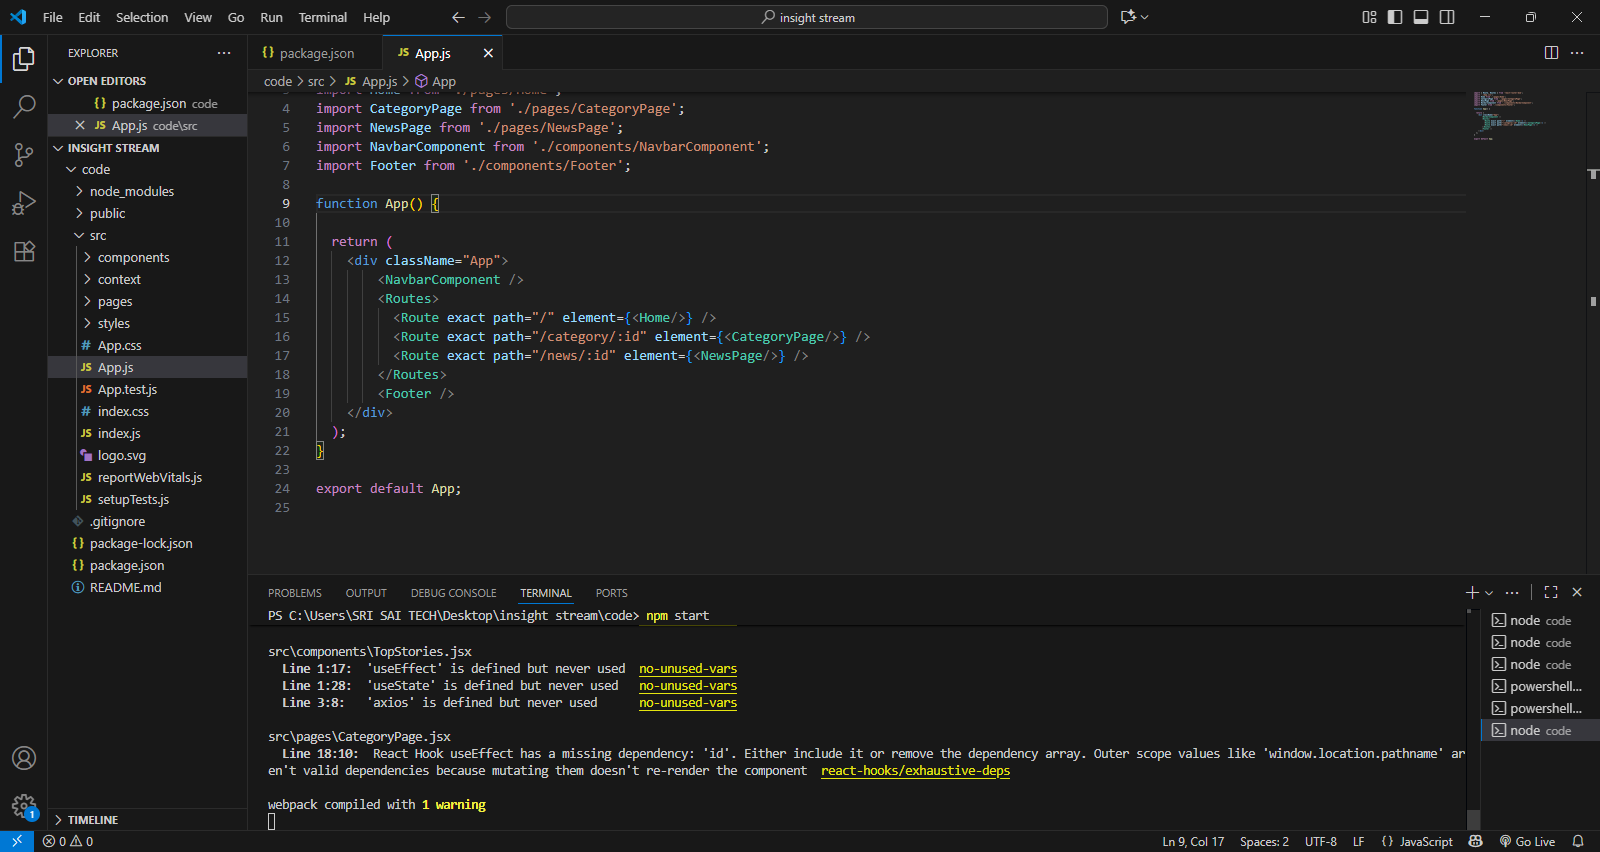 File Edit Selection View Go Run Terminal Help
insight stream
EXPLORER
OPEN EDITORS
package.json code
App.js code\src
INSIGHT STREAM
code
node_modules
public
src
components
context
pages
styles
App.css
App.js
App.test.js
index.css
index.js
logo.svg
reportWebVitals.js
setupTests.js
.gitignore
package-lock.json
package.json
README.md
TIMELINE
package.json
App.js
code > src > JS App.js > App
4 import CategoryPage from './pages/CategoryPage';
5 import NewsPage from './pages/NewsPage';
6 import NavbarComponent from './components/NavbarComponent';
7 import Footer from './components/Footer';
8
9 function App() {
10
11 return (
12 <div className="App">
13 <NavbarComponent />
14 <Routes>
15 <Route exact path="/" element={<Home/>} />
16 <Route exact path="/category/:id" element={<CategoryPage/>} />
17 <Route exact path="/news/:id" element={<NewsPage/>} />
18 </Routes>
19 <Footer />
20 </div>
21 );
22 }
23
24 export default App;
25
PROBLEMS OUTPUT DEBUG CONSOLE TERMINAL PORTS
PS C:\Users\SRI SAI TECH\Desktop\insight stream\code> npm start
src\components\TopStories.jsx
Line 1:17: 'useEffect' is defined but never used no-unused-vars
Line 1:28: 'useState' is defined but never used no-unused-vars
Line 3:8: 'axios' is defined but never used no-unused-vars
src\pages\CategoryPage.jsx
Line 18:10: React Hook useEffect has a missing dependency: 'id'. Either include it or remove the dependency array. Outer scope values like 'window.location.pathname' ar
en't valid dependencies because mutating them doesn't re-render the component react-hooks/exhaustive-deps
webpack compiled with 1 warning
node code
node code
node code
powershell...
powershell...
node code
1
0 0
Ln 9, Col 17 Spaces: 2 UTF-8 LF {} JavaScript Go Live